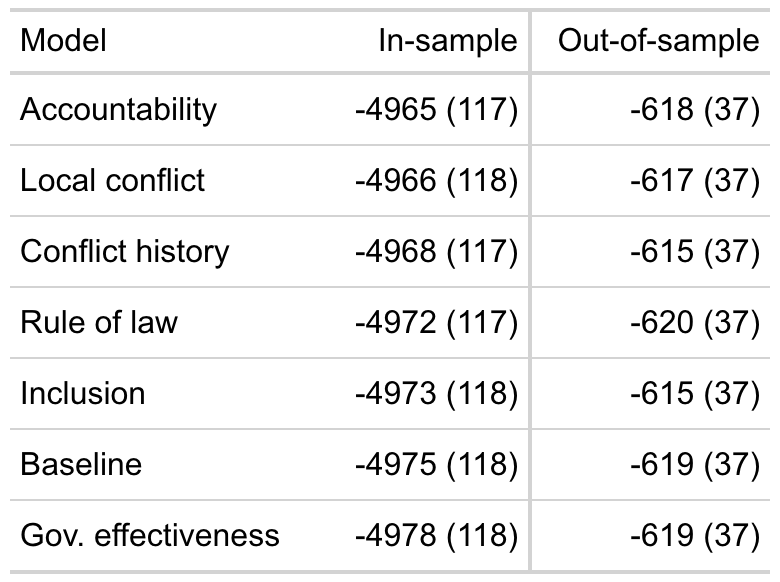 Model In-sample Out-of-sample
Accountability -4965 (117) -618 (37)
Local conflict -4966 (118) -617 (37)
Conflict history -4968 (117) -615 (37)
Rule of law -4972 (117) -620 (37)
Inclusion -4973 (118) -615 (37)
Baseline -4975 (118) -619 (37)
Gov. effectiveness -4978 (118) -619 (37)